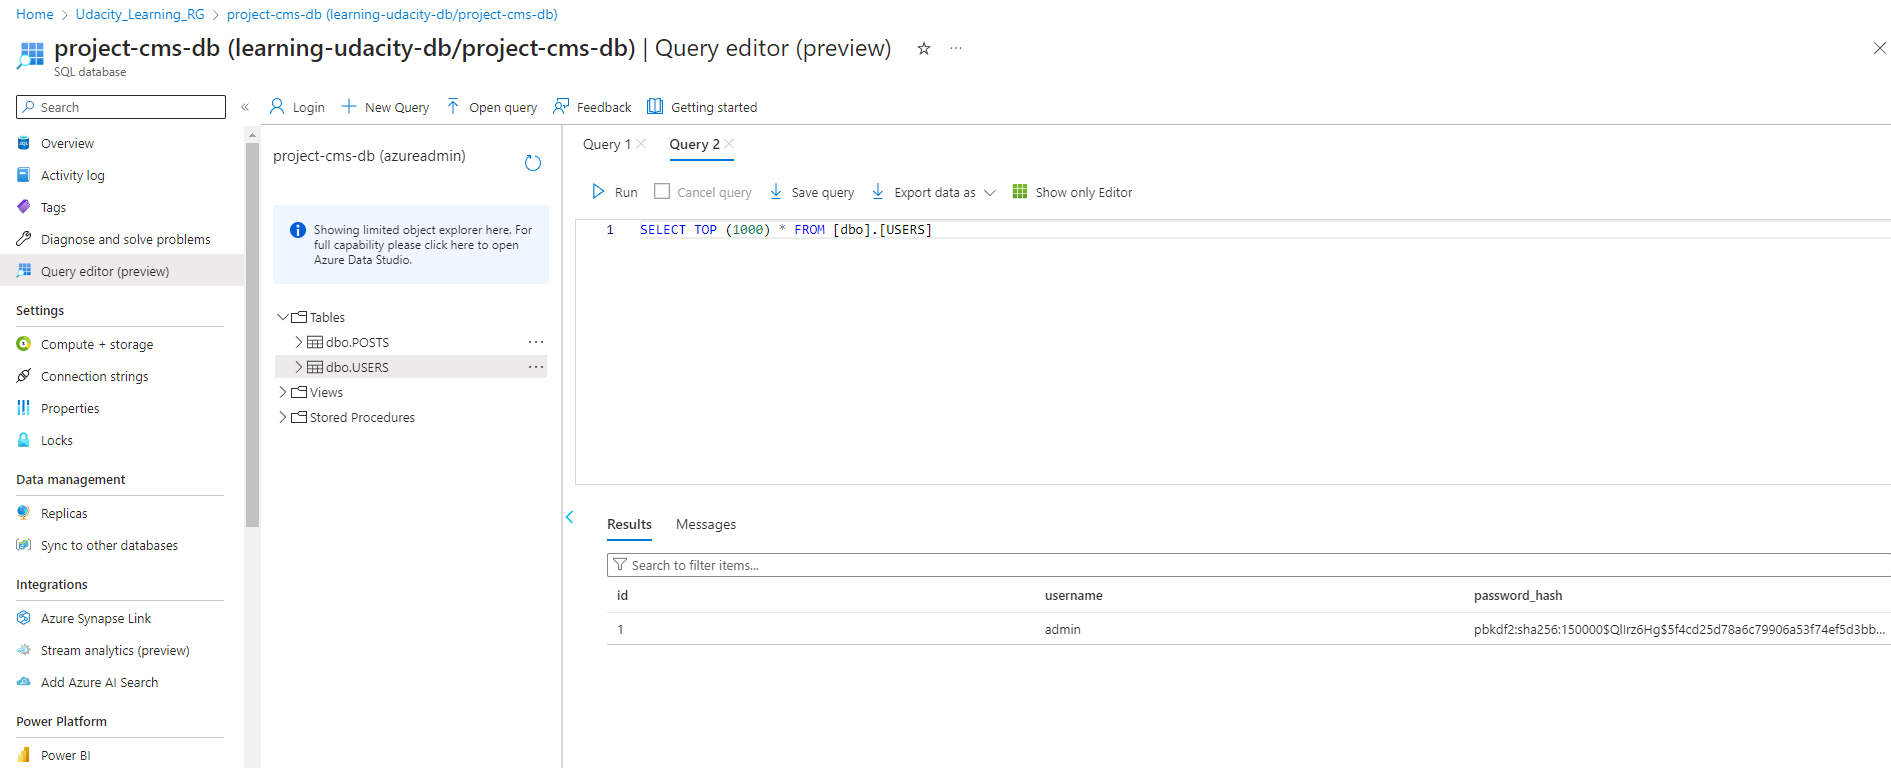 Home > Udacity_Learning_RG > project-cms-db (learning-udacity-db/project-cms-db)
project-cms-db (learning-udacity-db/project-cms-db) | Query editor (preview)
SQL database
Search
Overview
Activity log
Tags
Diagnose and solve problems
Query editor (preview)
Settings
Compute + storage
Connection strings
Properties
Locks
Data management
Replicas
Sync to other databases
Integrations
Azure Synapse Link
Stream analytics (preview)
Add Azure AI Search
Power Platform
Power BI
Login
New Query
Open query
Feedback
Getting started
project-cms-db (azureadmin)
Showing limited object explorer here. For
full capability please click here to open
Azure Data Studio.
Tables
dbo.POSTS
dbo.USERS
Views
Stored Procedures
Query 1
Query 2
Run
Cancel query
Save query
Export data as
Show only Editor
1 SELECT TOP (1000) * FROM [dbo].[USERS]
Results
Messages
Search to filter items...
id username password_hash
1 admin pbkdf2:sha256:150000$QlIrz6Hg$5f4cd25d78a6c79906a53f74ef5d3bb...